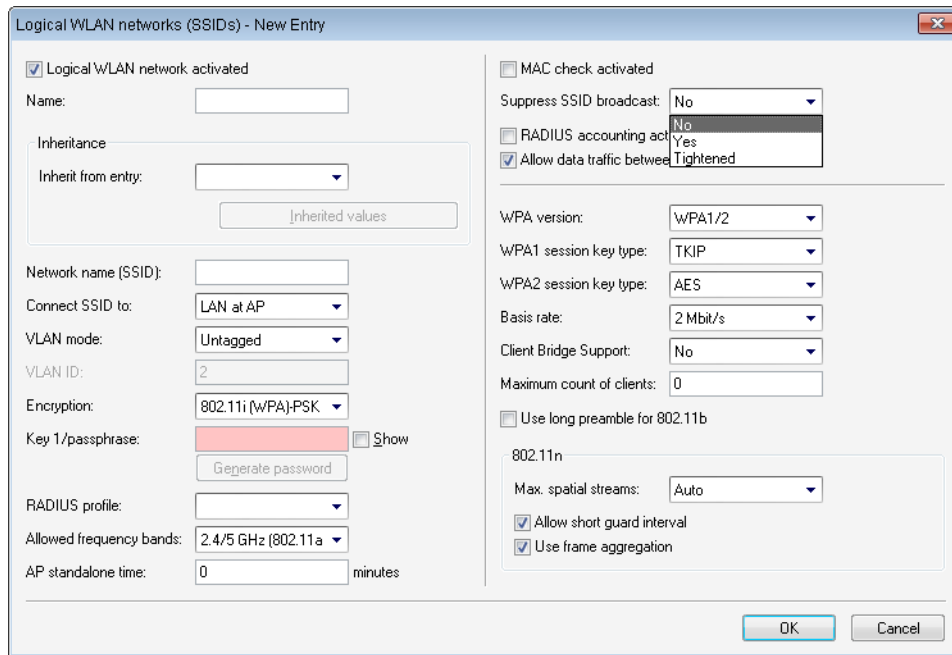 Logical WLAN networks (SSIDs) - New Entry
Logical WLAN network activated
Name:
Inheritance
Inherit from entry:
Inherited values
Network name (SSID):
Connect SSID to: LAN at AP
VLAN mode: Untagged
VLAN ID: 2
Encryption: 802.11i (WPA)-PSK
Key 1/passphrase: Show
Generate password
RADIUS profile:
Allowed frequency bands: 2.4/5 GHz (802.11a
AP standalone time: 0 minutes
MAC check activated
Suppress SSID broadcast: No
No
RADIUS accounting act
Yes
Allow data traffic betwee
Tightened
WPA version: WPA1/2
WPA1 session key type: TKIP
WPA2 session key type: AES
Basis rate: 2 Mbit/s
Client Bridge Support: No
Maximum count of clients: 0
Use long preamble for 802.11b
802.11n
Max. spatial streams: Auto
Allow short guard interval
Use frame aggregation
OK Cancel